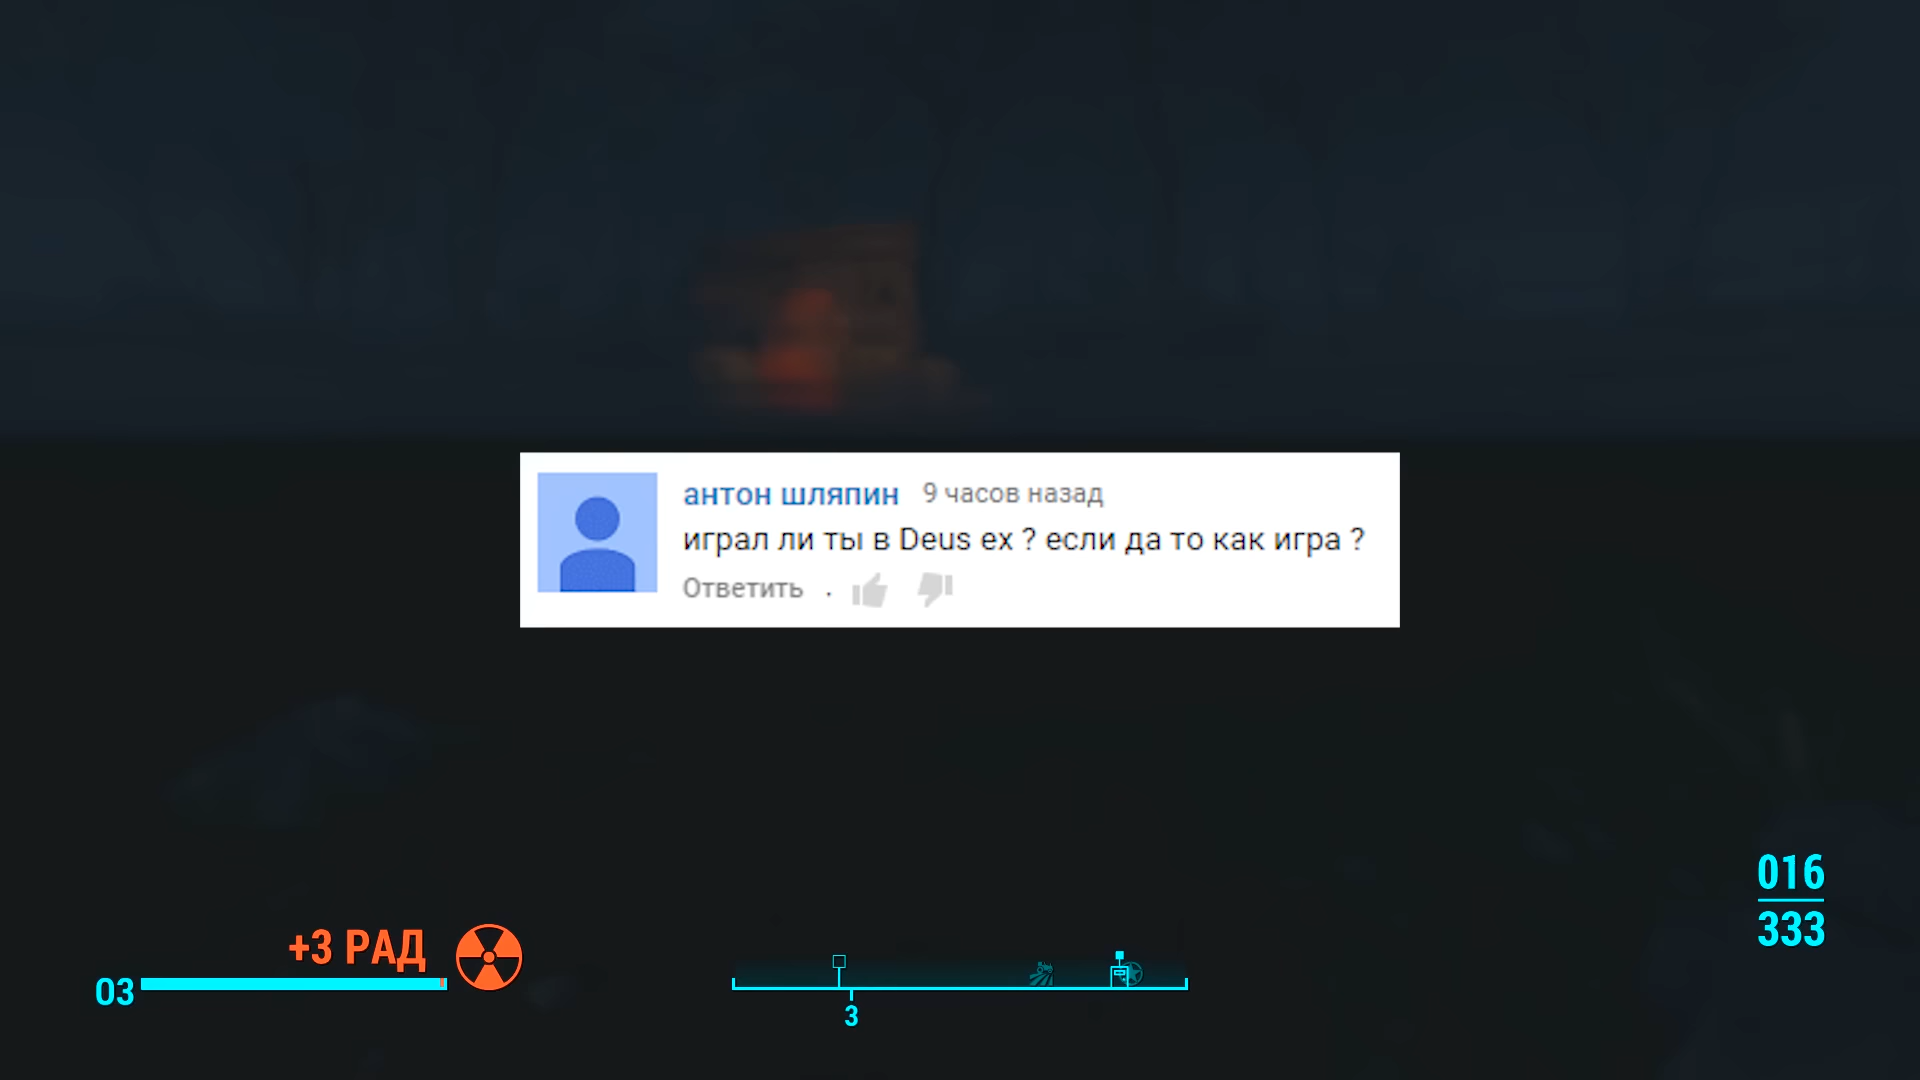 антон шляпин 9 часов назад
играл ли ты в Deus ex ? если да то как игра ?
Ответить .
016
333
+3 РАД
ОЗ
3